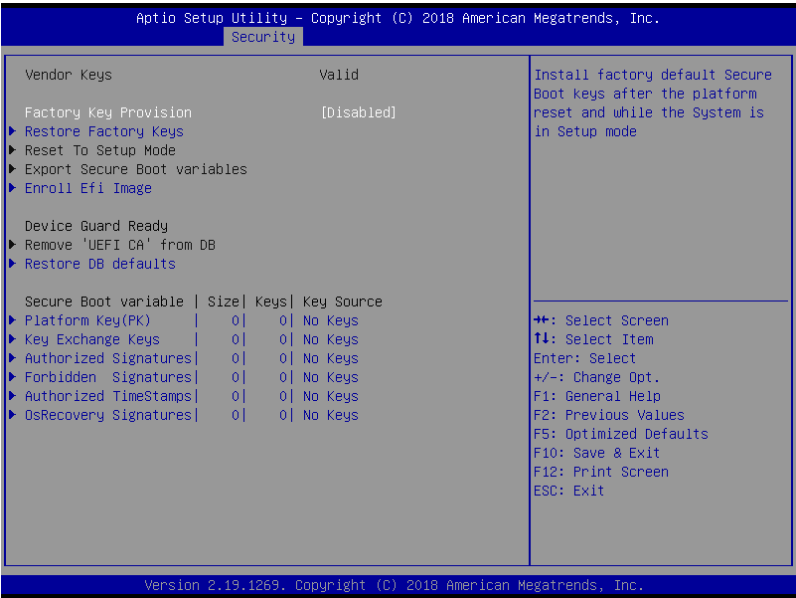 Aptio Setup Utility – Copyright (C) 2018 American Megatrends, Inc.
Security
Vendor Keys Valid
Factory Key Provision [Disabled]
Restore Factory Keys
Reset To Setup Mode
Export Secure Boot variables
Enroll Efi Image
Device Guard Ready
Remove 'UEFI CA' from DB
Restore DB defaults
Secure Boot variable | Size| Keys| Key Source
Platform Key(PK) | 0| 0| No Keys
Key Exchange Keys | 0| 0| No Keys
Authorized Signatures| 0| 0| No Keys
Forbidden Signatures| 0| 0| No Keys
Authorized TimeStamps| 0| 0| No Keys
OsRecovery Signatures| 0| 0| No Keys
Install factory default Secure
Boot keys after the platform
reset and while the System is
in Setup mode
→←: Select Screen
↑↓: Select Item
Enter: Select
+/-: Change Opt.
F1: General Help
F2: Previous Values
F5: Optimized Defaults
F10: Save & Exit
F12: Print Screen
ESC: Exit
Version 2.19.1269. Copyright (C) 2018 American Megatrends, Inc.